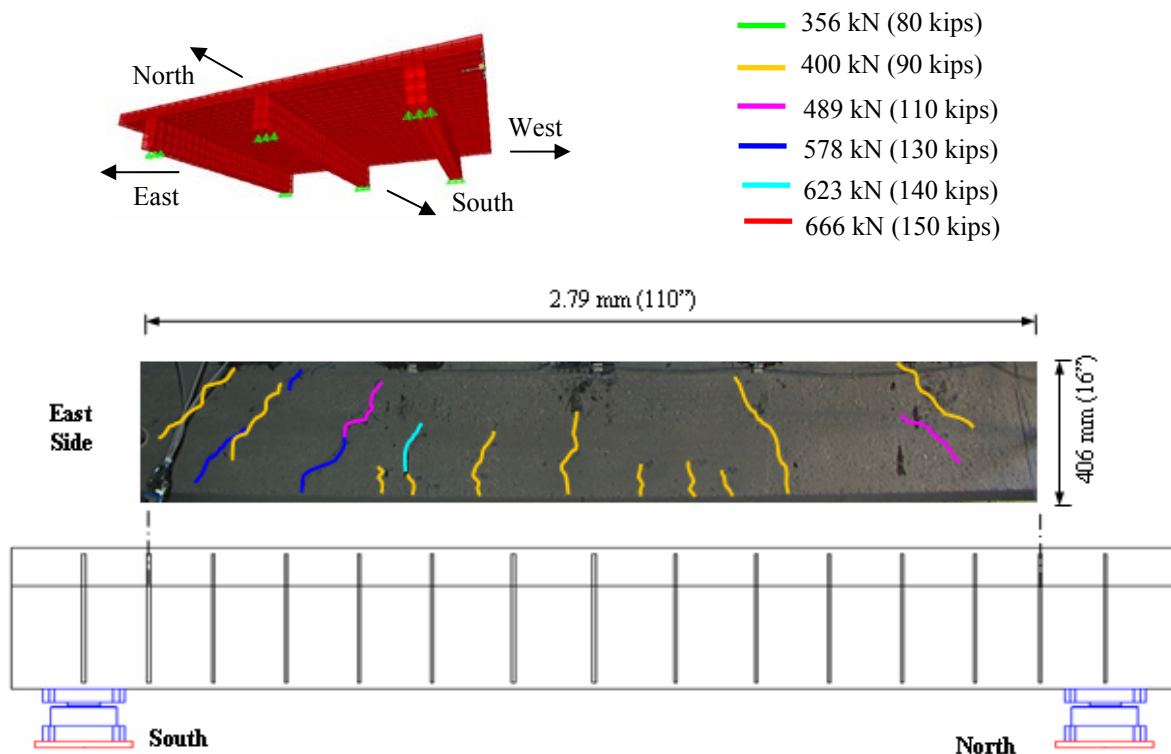 North
West
East
South
356 kN (80 kips)
400 kN (90 kips)
489 kN (110 kips)
578 kN (130 kips)
623 kN (140 kips)
666 kN (150 kips)
2.79 mm (110”)
East
Side
406 mm (16”)
South
North